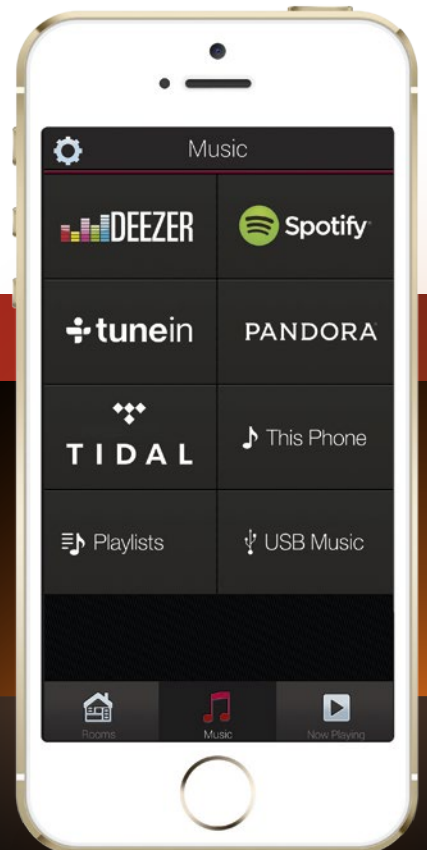 Music
DEEZER
Spotify
tunein
PANDORA
TIDAL
This Phone
Playlists
USB Music
Rooms
Music
Now Playing